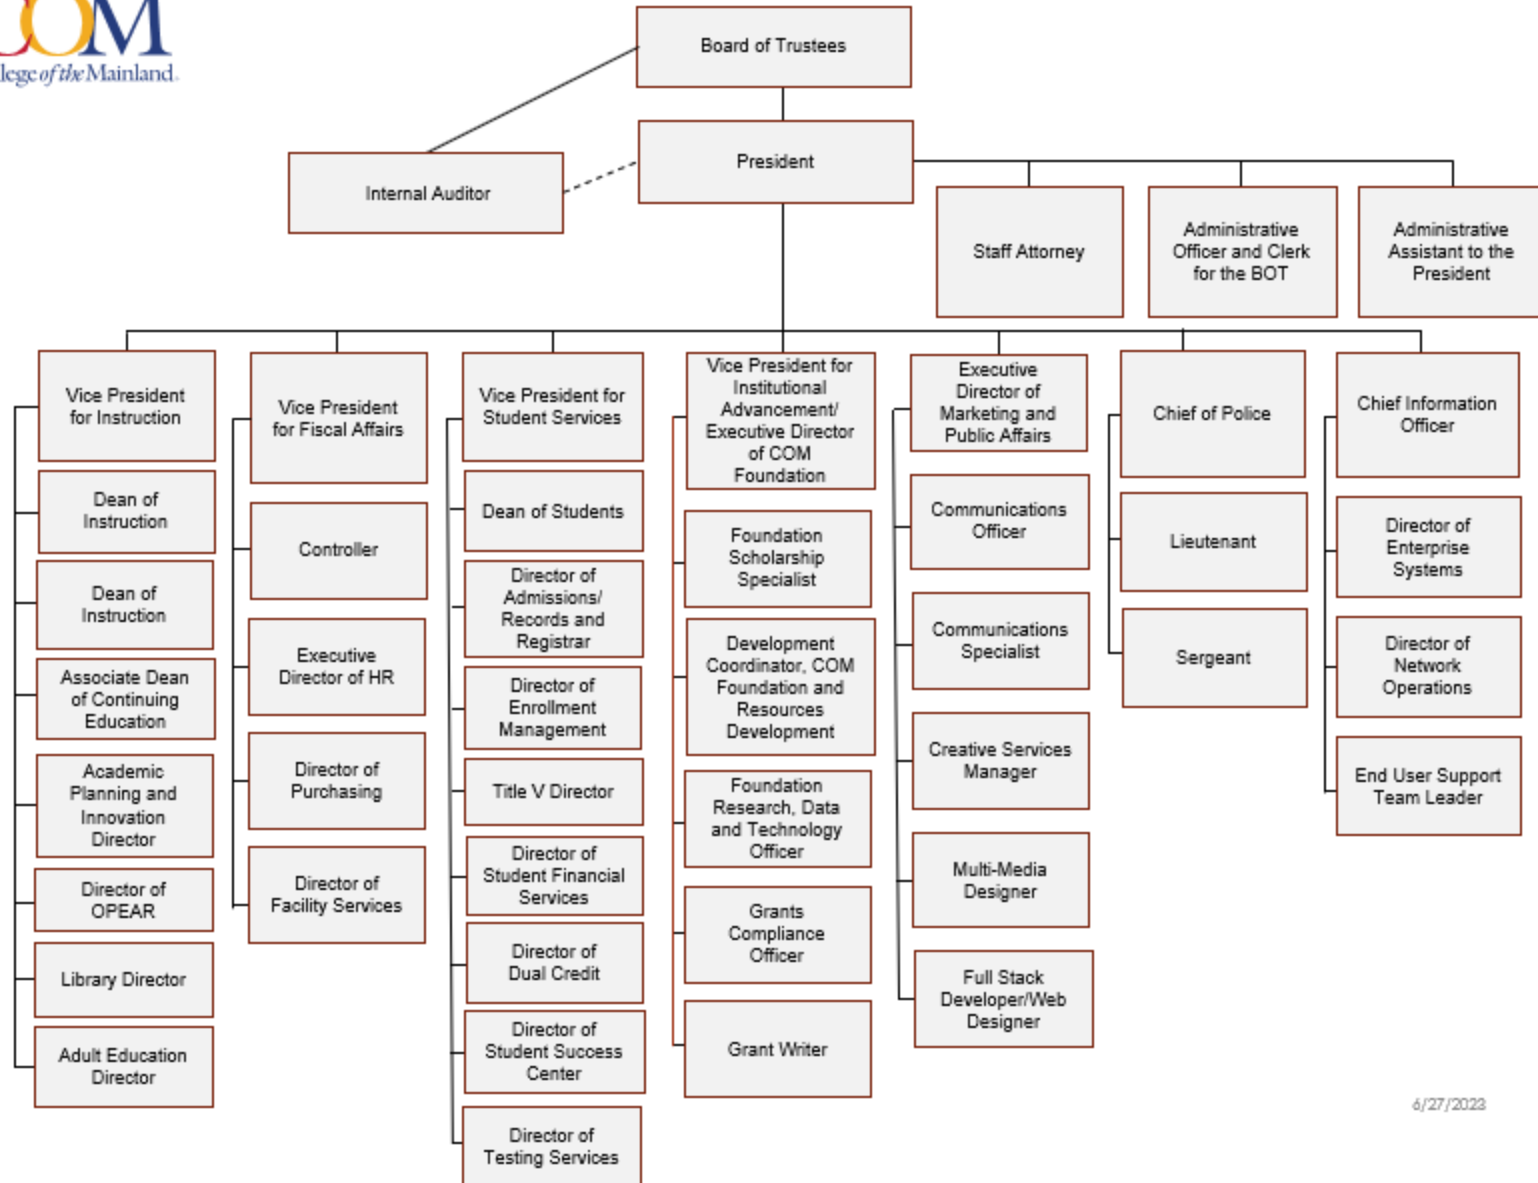 COM
llege of the Mainland
Board of Trustees
President
Internal Auditor
Staff Attorney
Administrative
Officer and Clerk
for the BOT
Administrative
Assistant to the
President
Vice President
for Instruction
Dean of
Instruction
Dean of
Instruction
Associate Dean
of Continuing
Education
Academic
Planning and
Innovation
Director
Director of
OPEAR
Library Director
Adult Education
Director
Vice President
for Fiscal Affairs
Controller
Executive
Director of HR
Director of
Purchasing
Director of
Facility Services
Vice President for
Student Services
Dean of Students
Director of
Admissions/
Records and
Registrar
Director of
Enrollment
Management
Title V Director
Director of
Student Financial
Services
Director of
Dual Credit
Director of
Student Success
Center
Director of
Testing Services
Vice President for
Institutional
Advancement/
Executive Director
of COM
Foundation
Foundation
Scholarship
Specialist
Development
Coordinator, COM
Foundation and
Resources
Development
Foundation
Research, Data
and Technology
Officer
Grants
Compliance
Officer
Grant Writer
Executive
Director of
Marketing and
Public Affairs
Communications
Officer
Communications
Specialist
Creative Services
Manager
Multi-Media
Designer
Full Stack
Developer/Web
Designer
Chief of Police
Lieutenant
Sergeant
Chief Information
Officer
Director of
Enterprise
Systems
Director of
Network
Operations
End User Support
Team Leader
6/27/2023